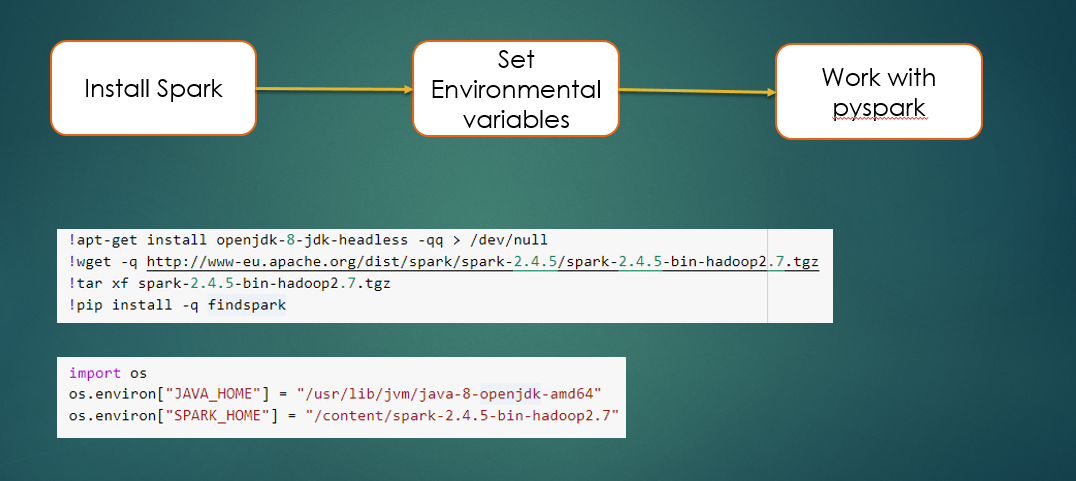 Install Spark
Set
Environmental
variables
Work with
pyspark
!apt-get install openjdk-8-jdk-headless -qq > /dev/null
!wget -q http://www-eu.apache.org/dist/spark/spark-2.4.5/spark-2.4.5-bin-hadoop2.7.tgz
!tar xf spark-2.4.5-bin-hadoop2.7.tgz
!pip install -q findspark
import os
os.environ["JAVA_HOME"] = "/usr/lib/jvm/java-8-openjdk-amd64"
os.environ["SPARK_HOME"] = "/content/spark-2.4.5-bin-hadoop2.7"